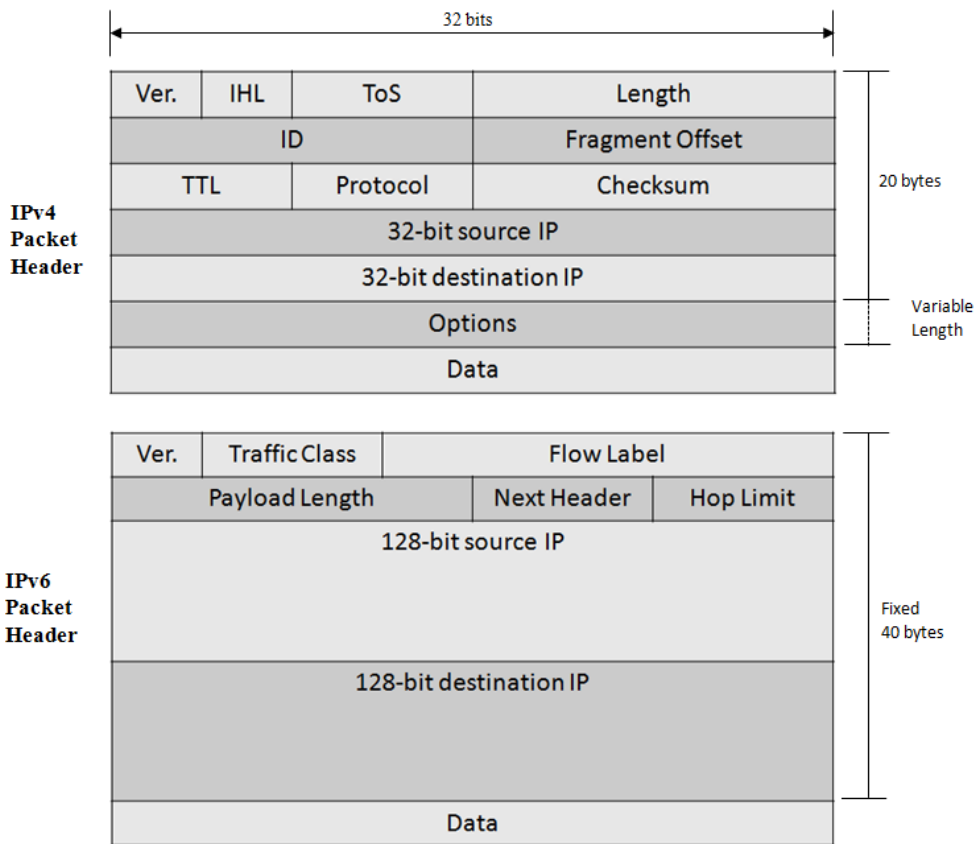 32 bits
Ver.
IHL
ToS
Length
ID
Fragment Offset
TTL
Protocol
Checksum
20 bytes
IPv4
Packet
Header
32-bit source IP
32-bit destination IP
Options
Variable
Length
Data
Ver.
Traffic Class
Flow Label
Payload Length
Next Header
Hop Limit
128-bit source IP
IPv6
Packet
Header
Fixed
40 bytes
128-bit destination IP
Data